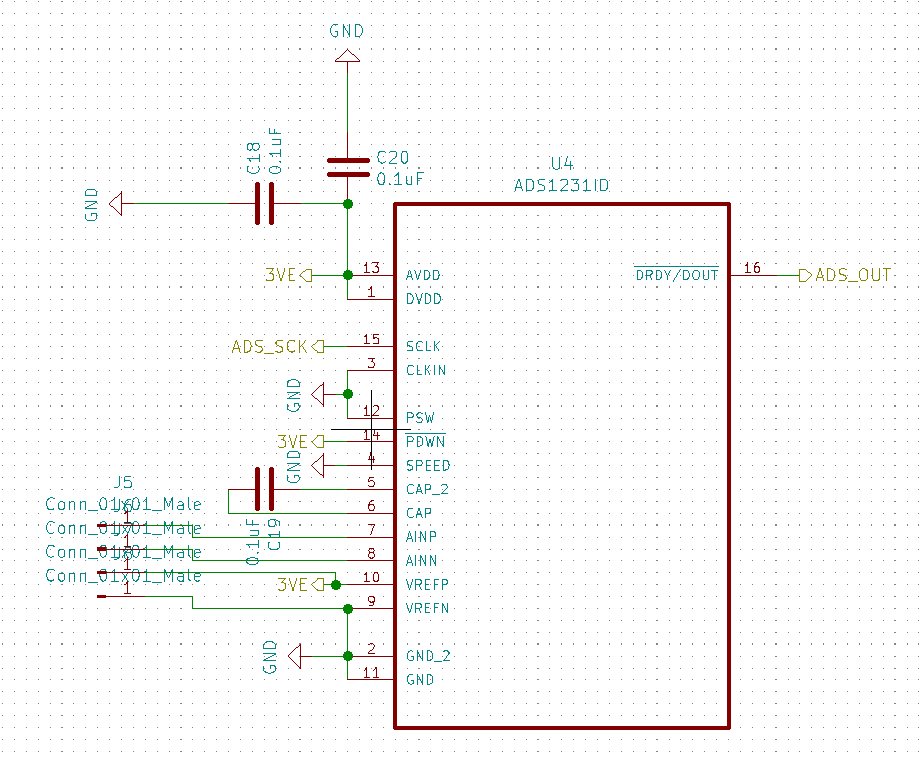 GND
C18
0.1uF
C20
0.1uF
U4
ADS1231ID
GND
3VE
13
AVDD
1
DVDD
DRDY/DOUT
16
ADS_OUT
ADS_SCK
15
SCLK
3
CLKIN
GND
12
PSW
3VE
14
PDWN
GND
4
SPEED
5
CAP_2
6
CAP
0.1uF
C19
J5
Conn_01x01_Male
1
Conn_01x01_Male
1
Conn_01x01_Male
1
Conn_01x01_Male
1
7
AINP
8
AINN
3VE
10
VREFP
9
VREFN
GND
2
GND_2
11
GND